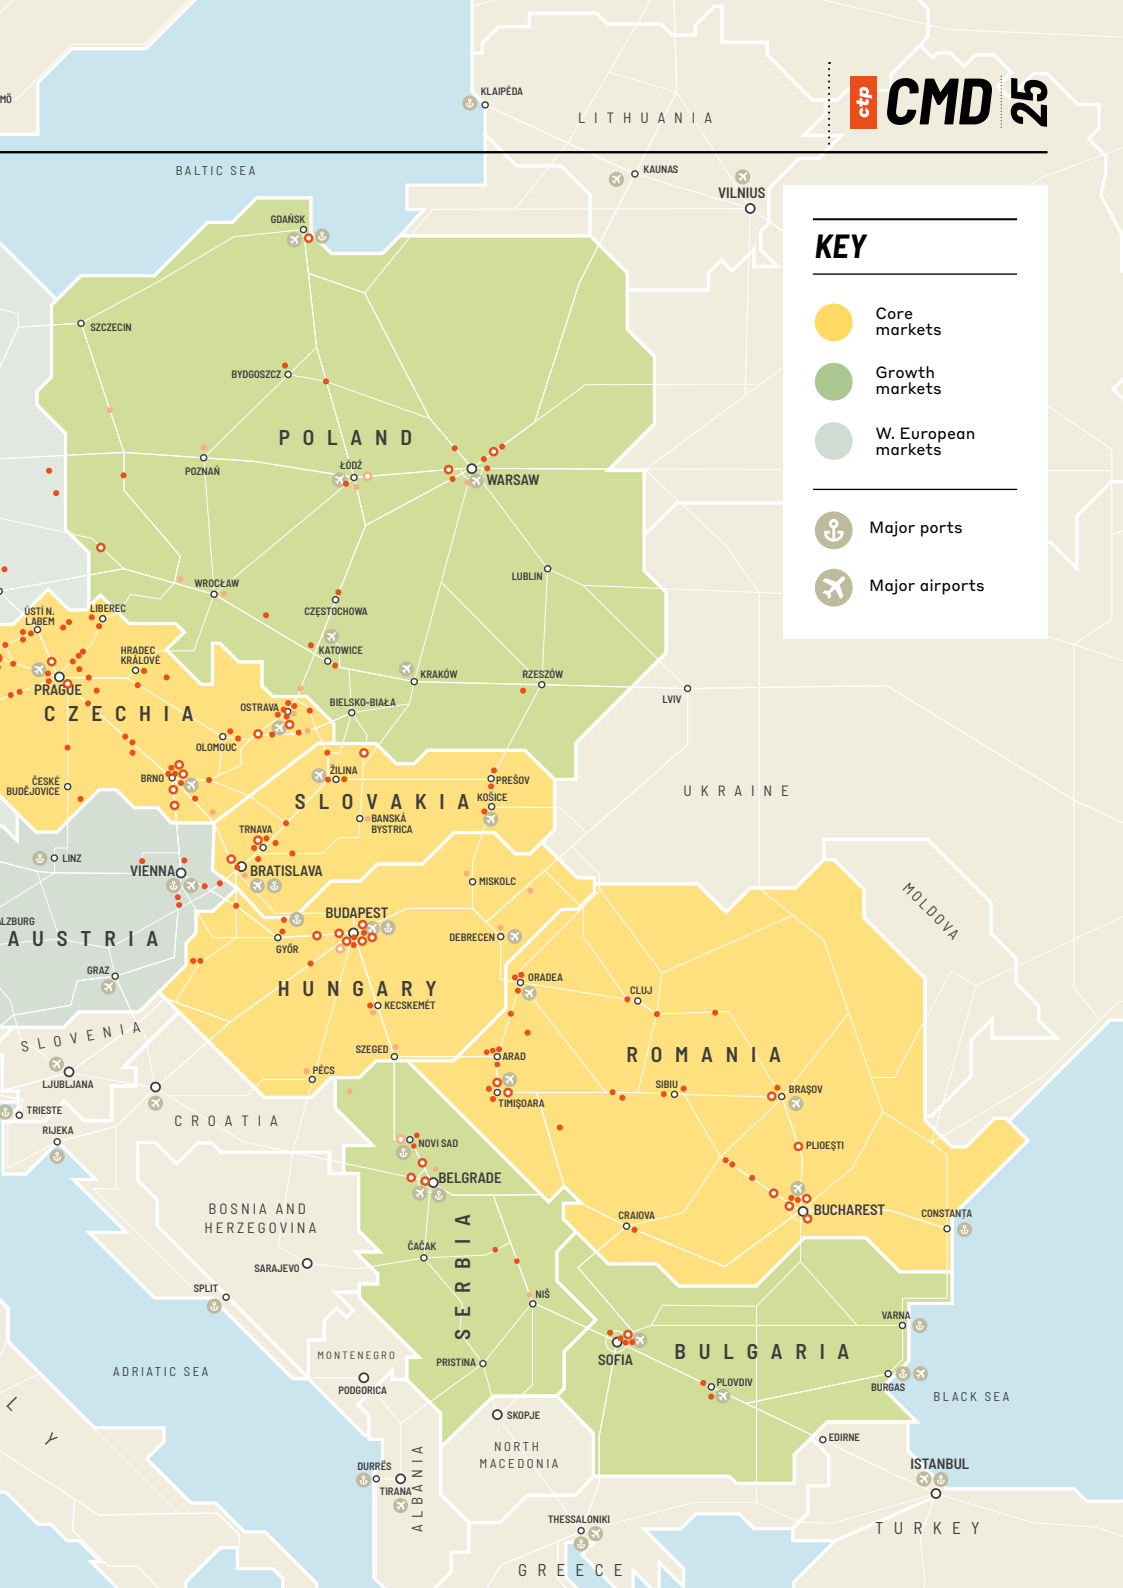 MÖ
KLAIPĖDA
LITHUANIA
ctp
CMD
25
BALTIC SEA
KAUNAS
VILNIUS
KEY
Core
markets
Growth
markets
W. European
markets
Major ports
Major airports
GDAŃSK
SZCZECIN
BYDGOSZCZ
POLAND
POZNAŃ
ŁÓDŹ
WARSAW
LUBLIN
WROCŁAW
CZĘSTOCHOWA
KATOWICE
KRAKÓW
RZESZÓW
LVIV
BIELSKO-BIAŁA
ÚSTÍ N.
LABEM
LIBEREC
HRADEC
KRÁLOVÉ
PRAGUE
CZECHIA
OSTRAVA
OLOMOUC
BRNO
ČESKÉ
BUDĚJOVICE
ŽILINA
PREŠOV
SLOVAKIA
KOŠICE
BANSKÁ
BYSTRICA
TRNAVA
BRATISLAVA
UKRAINE
LINZ
VIENNA
ALZBURG
AUSTRIA
GRAZ
MISKOLC
BUDAPEST
GYŐR
DEBRECEN
HUNGARY
KECSKEMÉT
SZEGED
PÉCS
MOLDOVA
ORADEA
CLUJ
ROMANIA
ARAD
TIMIŞOARA
SIBIU
BRAŞOV
PLIOEŞTI
BUCHAREST
CRAIOVA
CONSTANŢA
SLOVENIA
LJUBLJANA
TRIESTE
RIJEKA
CROATIA
NOVI SAD
BELGRADE
BOSNIA AND
HERZEGOVINA
SARAJEVO
SPLIT
ČAČAK
SERBIA
NIŠ
PRISTINA
SOFIA
BULGARIA
PLOVDIV
VARNA
BURGAS
BLACK SEA
ADRIATIC SEA
MONTENEGRO
PODGORICA
SKOPJE
NORTH
MACEDONIA
EDIRNE
ISTANBUL
TURKEY
L
Y
DURRËS
TIRANA
ALBANIA
THESSALONIKI
GREECE